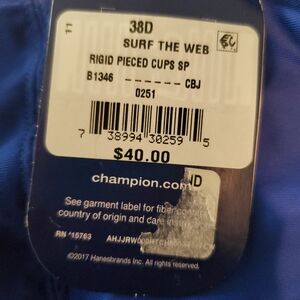 11
38D
SURF THE WEB
RIGID PIECED CUPS SP
B1346 ------ CBJ
0251
7 38994 30259 5
$40.00
champion.com
ND
See garment label for fiber content,
country of origin and care
RN *15763
©2017 Hanesbrands Inc. All rights reserved.